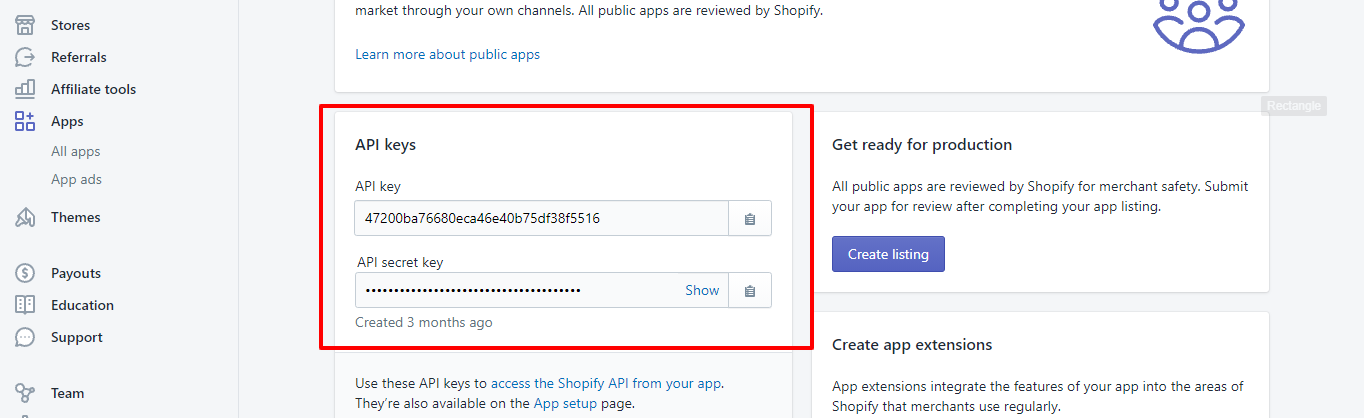 Stores
Referrals
Affiliate tools
Apps
All apps
App ads
Themes
Payouts
Education
Support
Team
market through your own channels. All public apps are reviewed by Shopify.
Learn more about public apps
Rectangle
API keys
API key
47200ba76680eca46e40b75df38f5516
API secret key
••••••••••••••••••••••••••••••••••••••
Show
Created 3 months ago
Use these API keys to access the Shopify API from your app.
They’re also available on the App setup page.
Get ready for production
All public apps are reviewed by Shopify for merchant safety. Submit
your app for review after completing your app listing.
Create listing
Create app extensions
App extensions integrate the features of your app into the areas of
Shopify that merchants use regularly.